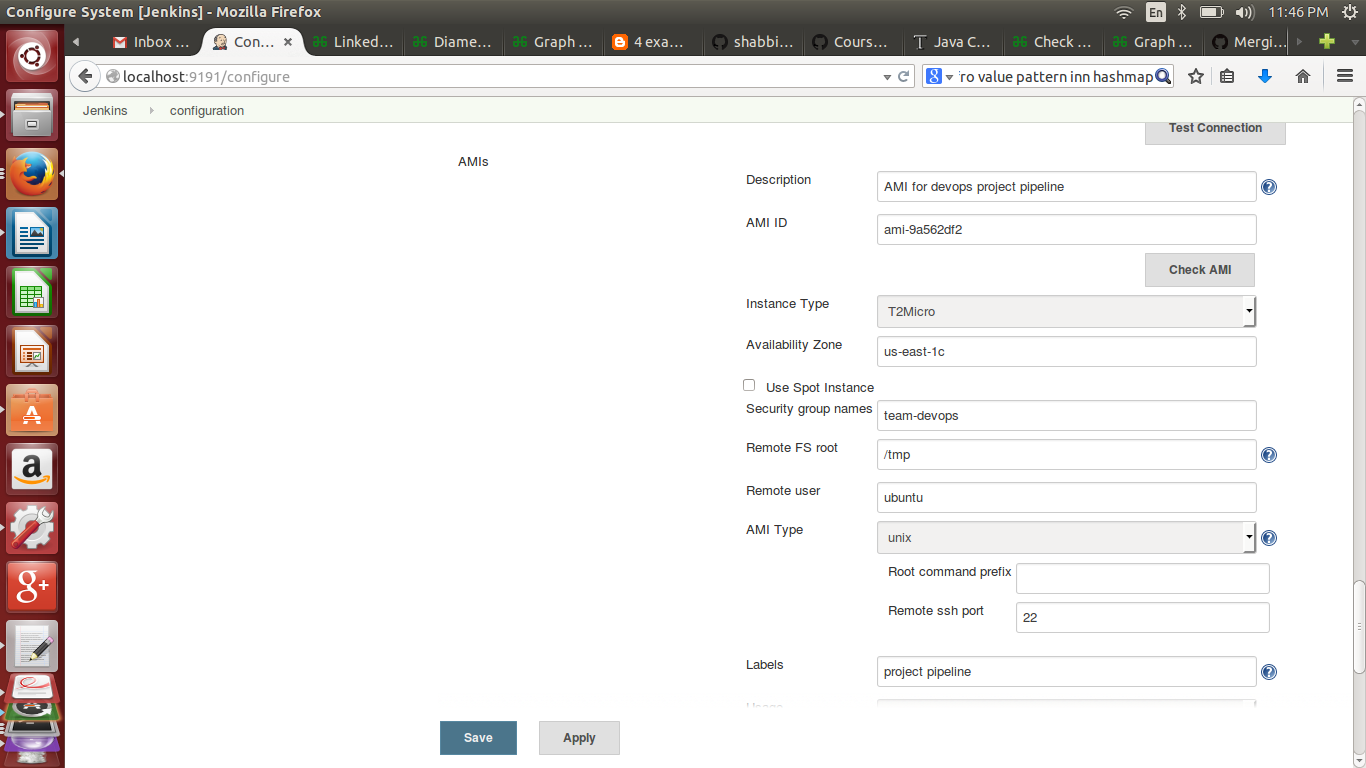 Configure System [Jenkins] - Mozilla Firefox
En
11:46 PM
Inbox ...
Con...
Linked...
Diame...
Graph ...
4 exa...
shabbi...
Cours...
Java C...
Check ...
Graph ...
Mergi...
localhost:9191/configure
ro value pattern inn hashmap
Jenkins
configuration
Test Connection
AMIs
Description
AMI for devops project pipeline
AMI ID
ami-9a562df2
Check AMI
Instance Type
T2Micro
Availability Zone
us-east-1c
Use Spot Instance
Security group names
team-devops
Remote FS root
/tmp
Remote user
ubuntu
AMI Type
unix
Root command prefix
Remote ssh port
22
Labels
project pipeline
Save
Apply